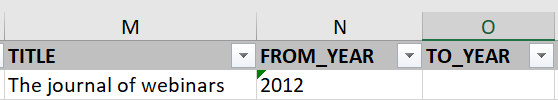 M N O
TITLE FROM_YEAR TO_YEAR
The journal of webinars 2012